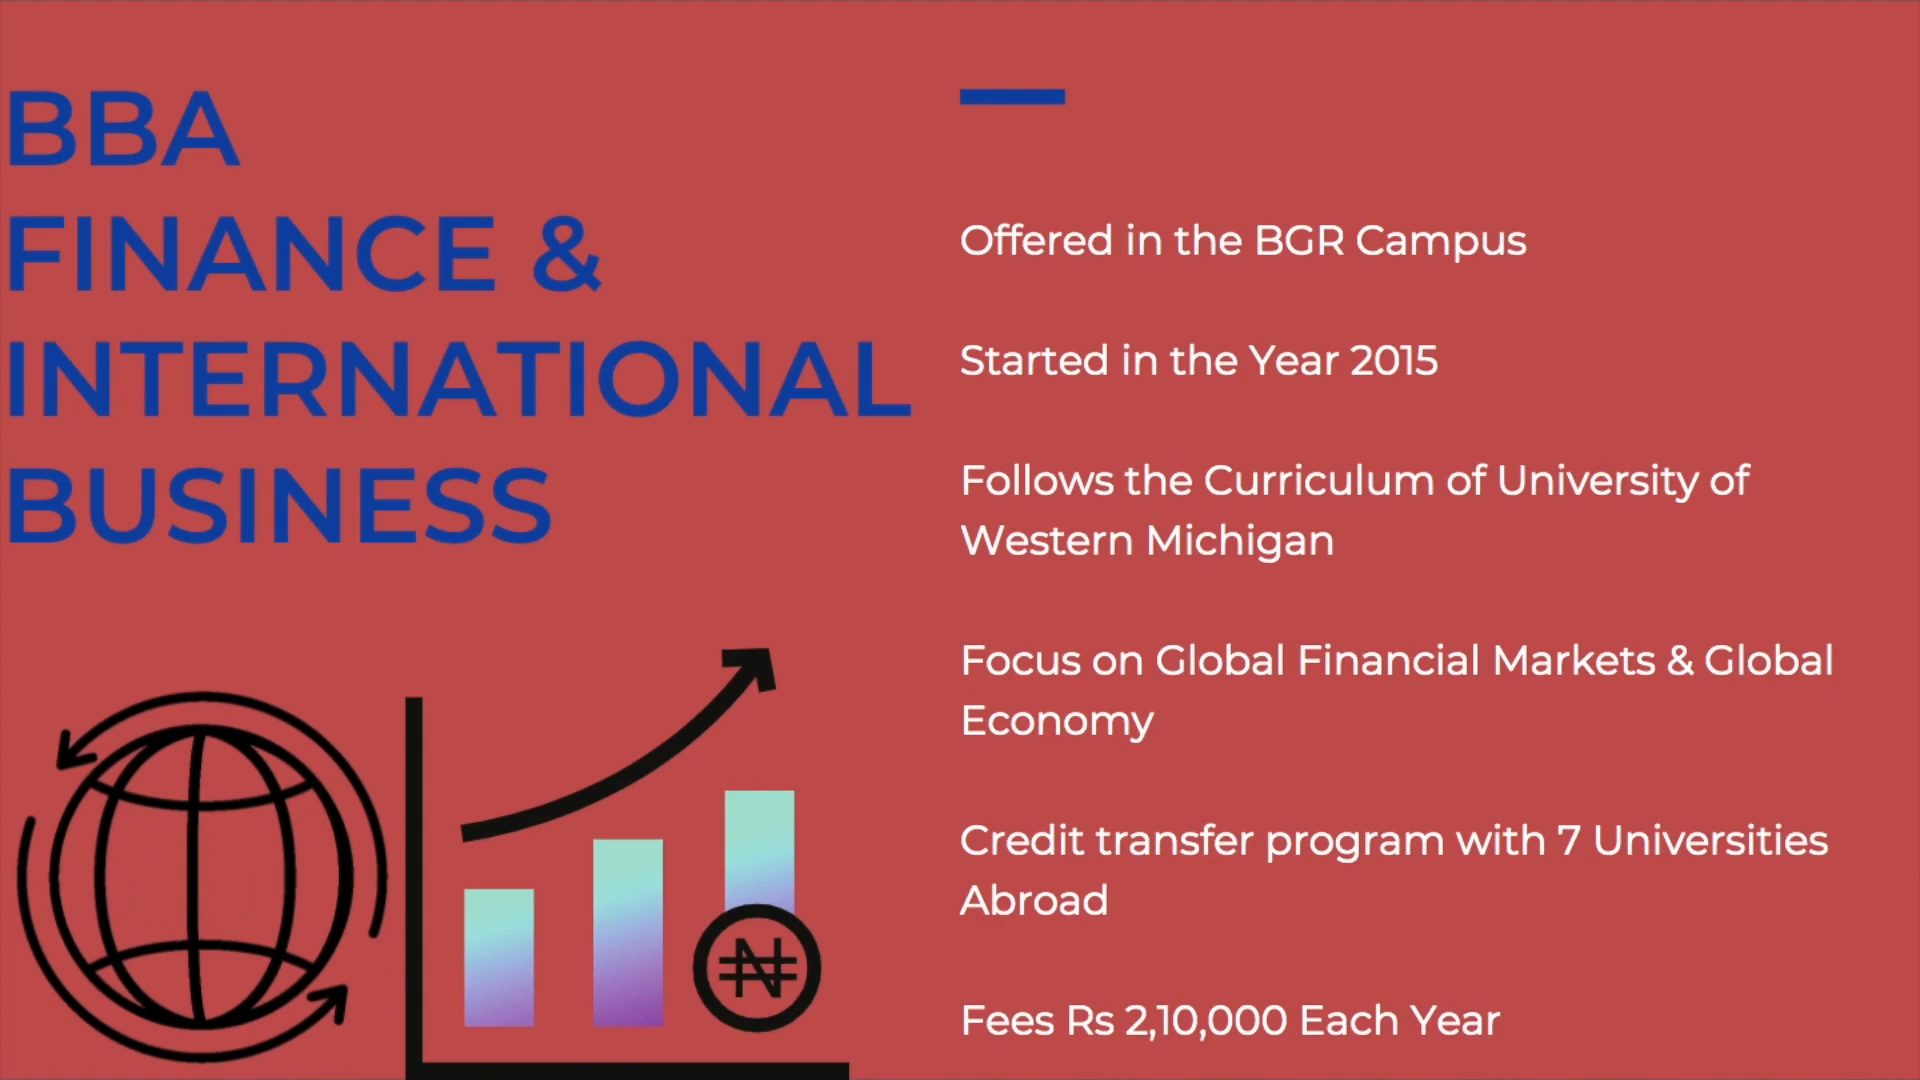 BBA
FINANCE &
INTERNATIONAL
BUSINESS
Offered in the BGR Campus
Started in the Year 2015
Follows the Curriculum of University of
Western Michigan
Focus on Global Financial Markets & Global
Economy
Credit transfer program with 7 Universities
Abroad
Fees Rs 2,10,000 Each Year
₦